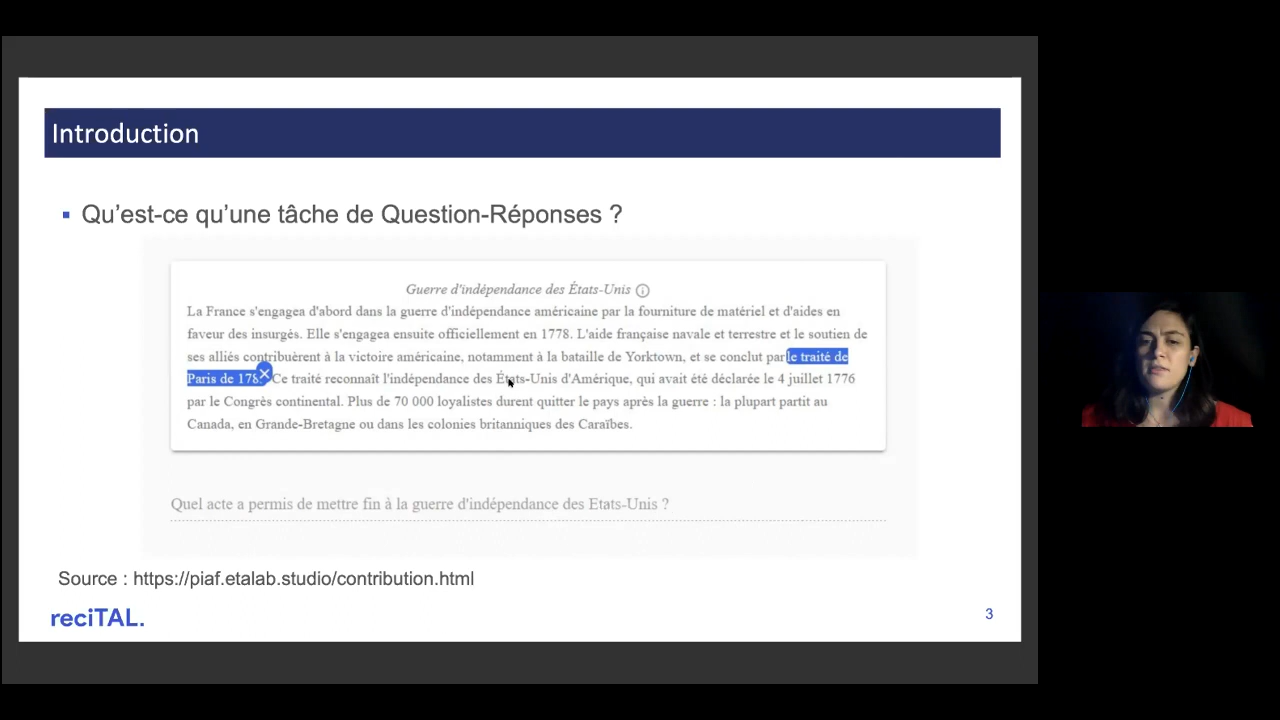 Introduction
Qu’est-ce qu’une tâche de Question-Réponses ?
Guerre d'indépendance des États-Unis
La France s'engagea d'abord dans la guerre d'indépendance américaine par la fourniture de matériel et d'aides en
faveur des insurgés. Elle s'engagea ensuite officiellement en 1778. L'aide française navale et terrestre et le soutien de
ses alliés contribuèrent à la victoire américaine, notamment à la bataille de Yorktown, et se conclut par le traité de
Paris de Ce traité reconnaît l'indépendance des États-Unis d'Amérique, qui avait été déclarée le 4 juillet 1776
par le Congrès continental. Plus de 70 000 loyalistes durent quitter le pays après la guerre : la plupart partit au
Canada, en Grande-Bretagne ou dans les colonies britanniques des Caraïbes.
Quel acte a permis de mettre fin à la guerre d'indépendance des Etats-Unis ?
Source : https://piaf.etalab.studio/contribution.html
reciTAL.
3